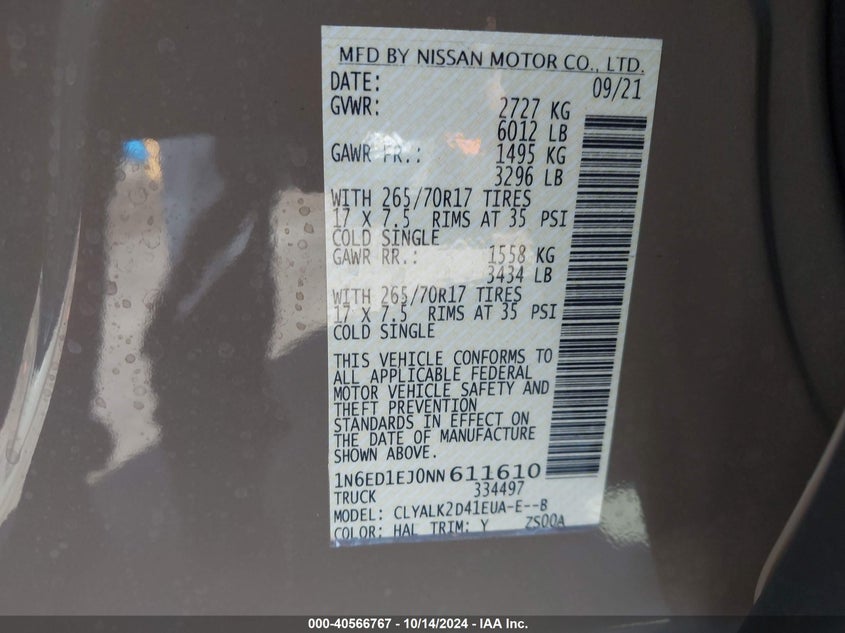 MFD BY NISSAN MOTOR CO., LTD.
DATE: 09/21
GVWR: 2727 KG
6012 LB
GAWR FR.: 1495 KG
3296 LB
WITH 265/70R17 TIRES
17 X 7.5 RIMS AT 35 PSI
COLD SINGLE
GAWR RR.: 1558 KG
3434 LB
WITH 265/70R17 TIRES
17 X 7.5 RIMS AT 35 PSI
COLD SINGLE
THIS VEHICLE CONFORMS TO
ALL APPLICABLE FEDERAL
MOTOR VEHICLE SAFETY AND
THEFT PREVENTION
STANDARDS IN EFFECT ON
THE DATE OF MANUFACTURE
SHOWN ABOVE.
1N6ED1EJ0NN611610
TRUCK 334497
MODEL: CLYALK2D41EUA-E--B
COLOR: HAL TRIM: Y ZS00A
000-40566767 - 10/14/2024 - IAA Inc.